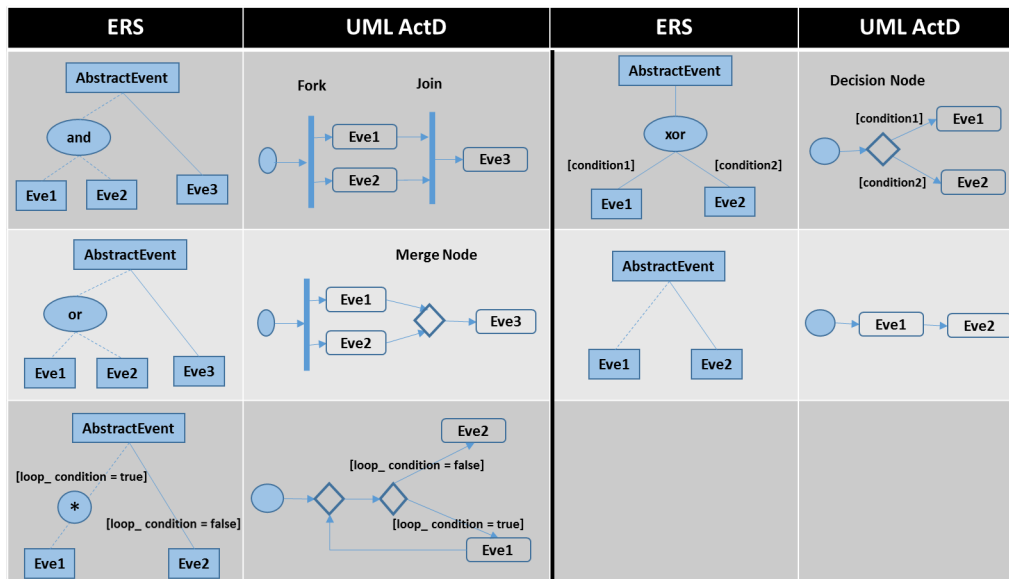 ERS
UML ActD
ERS
UML ActD
AbstractEvent
and
Eve1
Eve2
Eve3
Fork
Join
Eve1
Eve2
Eve3
AbstractEvent
xor
[condition1]
[condition2]
Eve1
Eve2
Decision Node
[condition1]
Eve1
[condition2]
Eve2
AbstractEvent
or
Eve1
Eve2
Eve3
Merge Node
Eve1
Eve2
Eve3
AbstractEvent
Eve1
Eve2
Eve1
Eve2
AbstractEvent
[loop_ condition = true]
*
[loop_ condition = false]
Eve1
Eve2
Eve2
[loop_ condition = false]
[loop_ condition = true]
Eve1